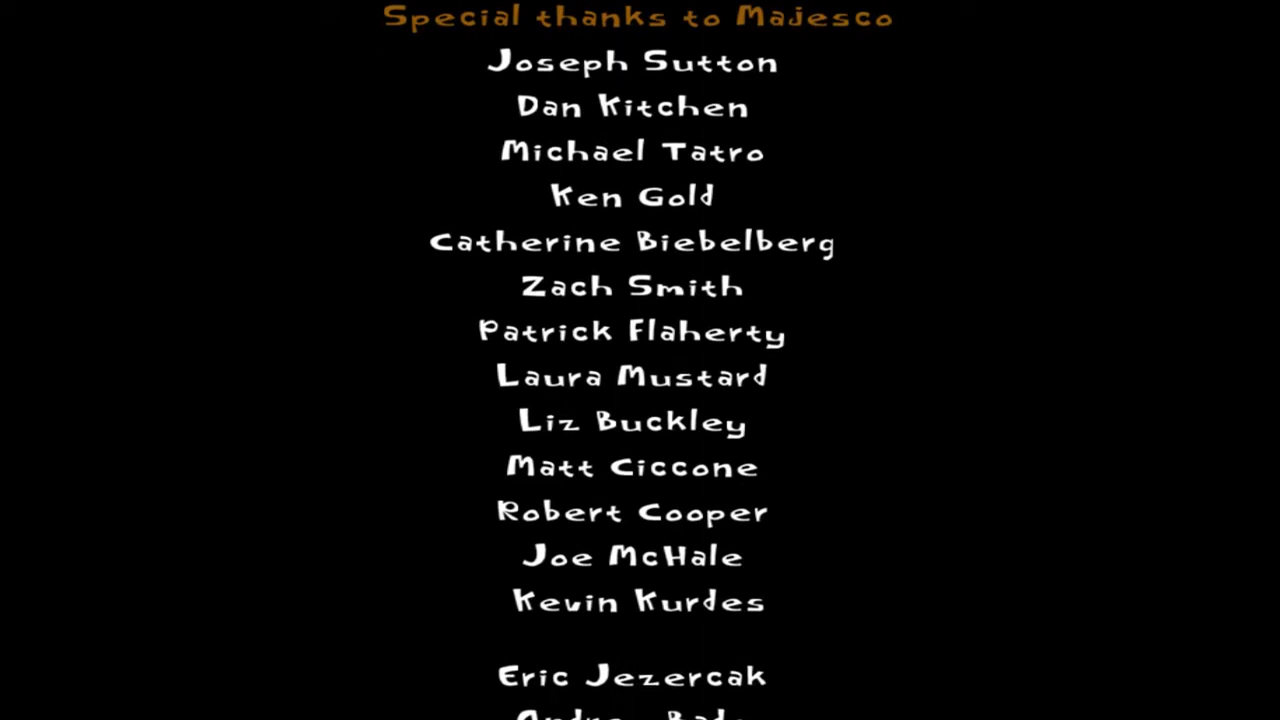 Special thanks to Majesco
Joseph Sutton
Dan Kitchen
Michael Tatro
Ken Gold
Catherine Biebelberg
Zach Smith
Patrick Flaherty
Laura Mustard
Liz Buckley
Matt Ciccone
Robert Cooper
Joe McHale
Kevin Kurdes
Eric Jezercak